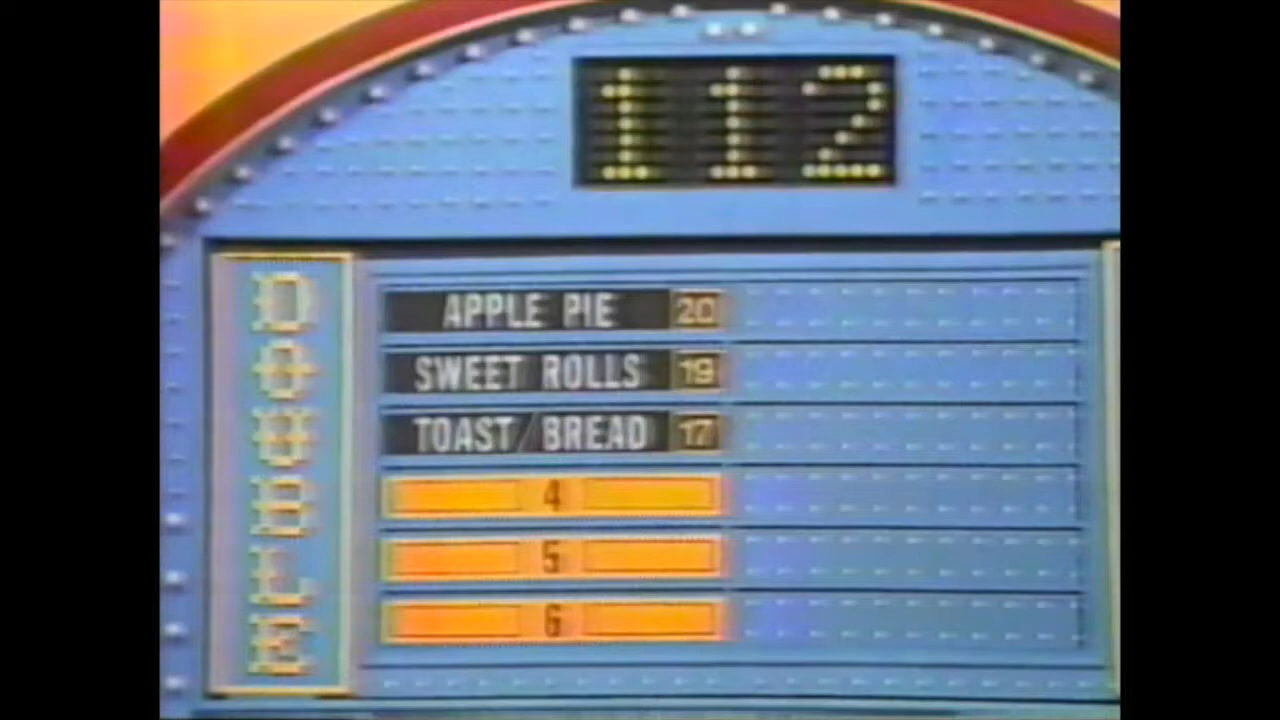 112
DOUBLE
APPLE PIE 20
SWEET ROLLS 19
TOAST/BREAD 17
4
5
6